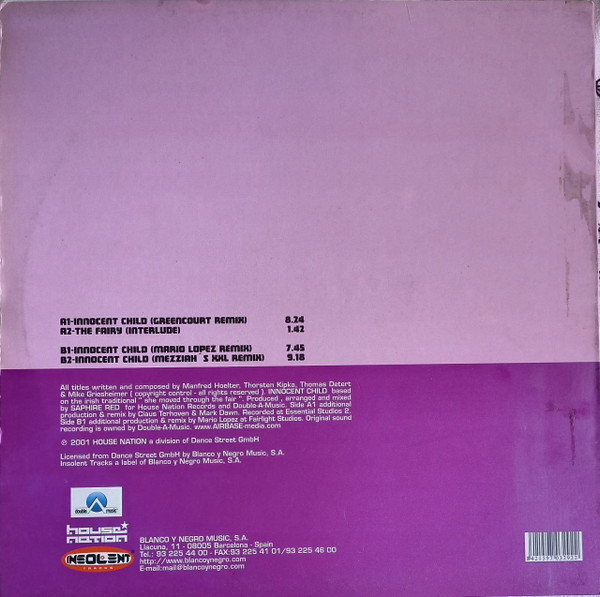 A1-INNOCENT CHILD (GREENCOURT REMIX) 8.24
A2-THE FAIRY (INTERLUDE) 1.42
B1-INNOCENT CHILD (MARIO LOPEZ REMIX) 7.45
B2-INNOCENT CHILD (MEZZIAH´S XXL REMIX) 9.18
All titles written and composed by Manfred Hoelter, Thorsten Kipka, Thomas Detert
& Mike Griesheimer ( copyright control - all rights reserved ). INNOCENT CHILD based
on the irish traditional " she moved through the fair ". Produced , arranged and mixed
by SAPHIRE RED for House Nation Records and Double-A-Music. Side A1 additional
production & remix by Claus Terhoven & Mark Dawn. Recorded at Essential Studios 2.
Side B1 additional production & remix by Mario Lopez at Fairlight Studios. Original sound
recording is owned by Double-A-Music. www.AIRBASE-media.com
℗ 2001 HOUSE NATION a division of Dance Street GmbH
Licensed from Dance Street GmbH by Blanco y Negro Music, S.A.
Insolent Tracks a label of Blanco y Negro Music, S.A.
double music
house nation
INSOLENT
TRACKS
BLANCO Y NEGRO MUSIC, S.A.
Llacuna, 11 - 08005 Barcelona - Spain
Tel.: 93 225 44 00 - FAX:93 225 41 01/93 225 46 00
http://www.blancoynegro.com
E-mail:mail@blancoynegro.com